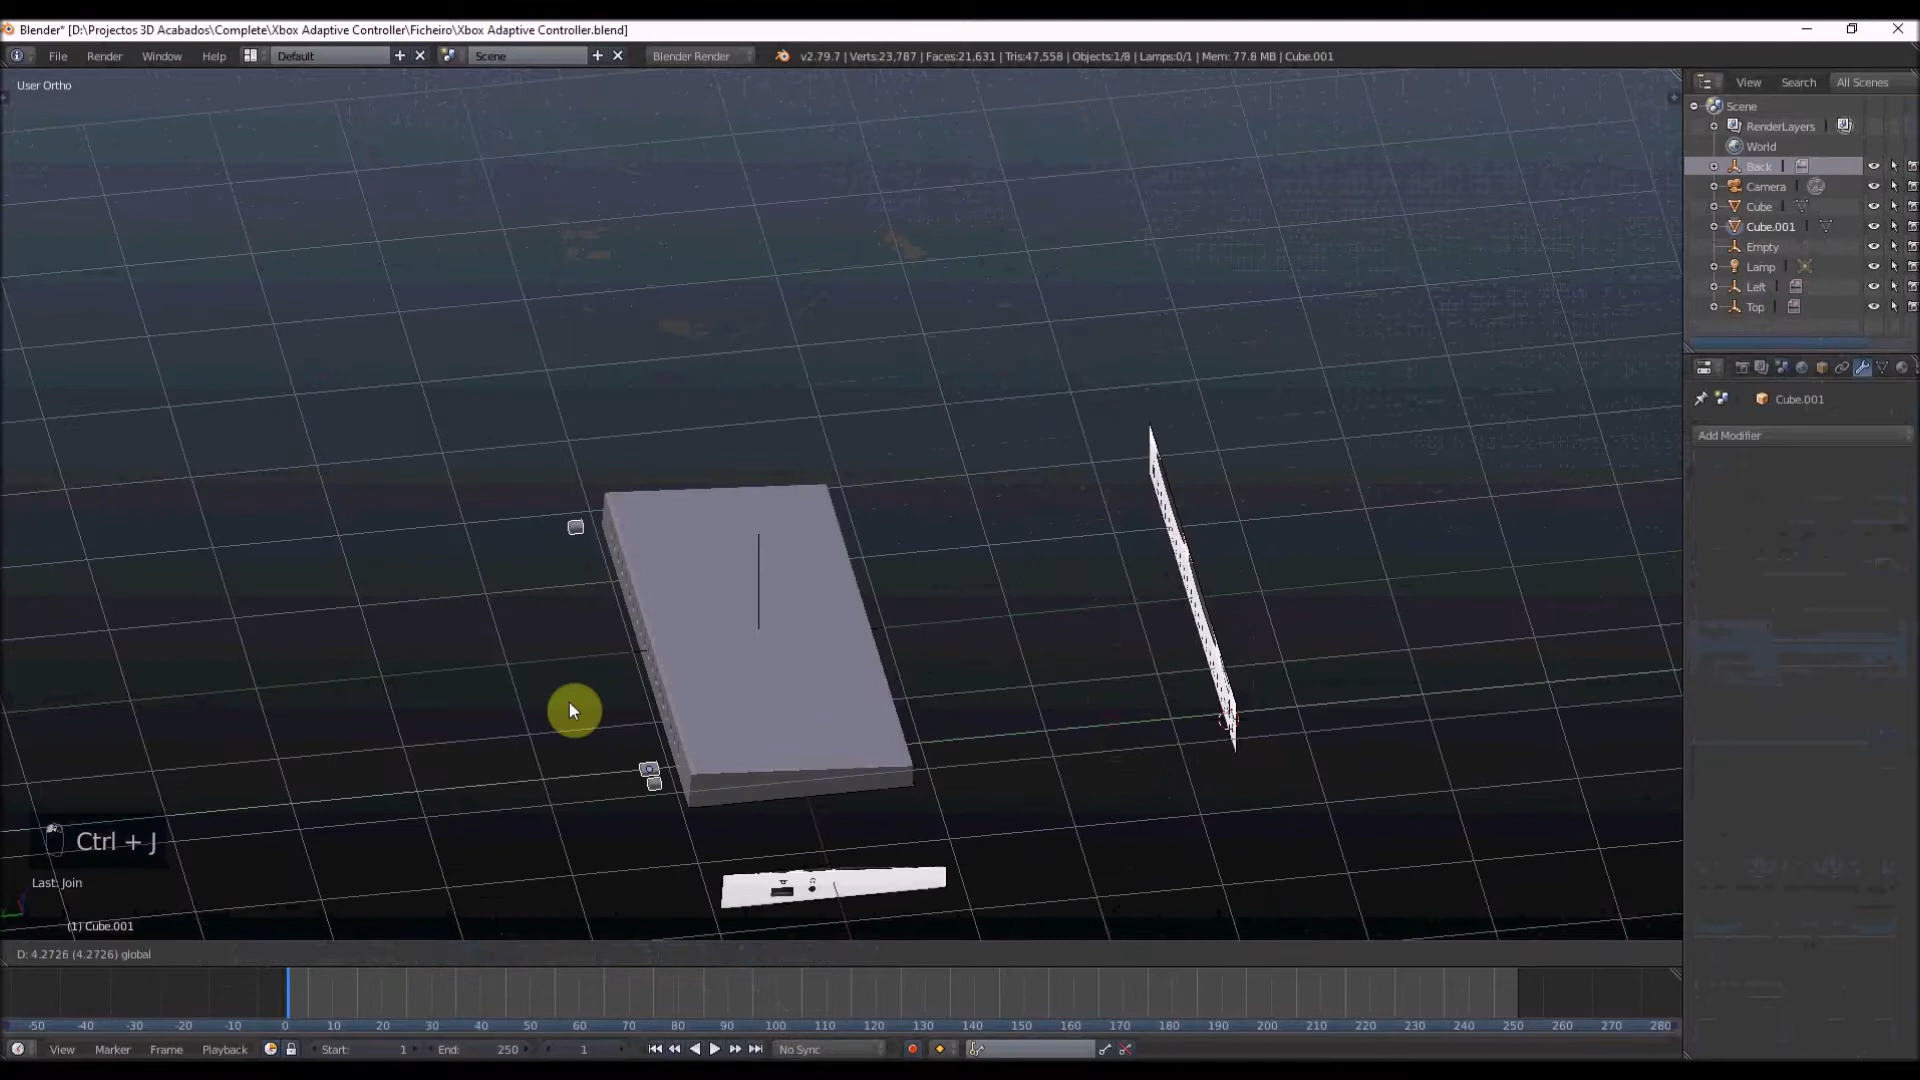 Blender* [D:\Projectos 3D Acabados\Complete\Xbox Adaptive Controller\Ficheiro\Xbox Adaptive Controller.blend]
File Render Window Help Default Scene Blender Render v2.79.7 | Verts:23,787 | Faces:21,631 | Tris:47,558 | Objects:1/8 | Lamps:0/1 | Mem: 77.8 MB | Cube.001
User Ortho
View Search All Scenes
Scene
RenderLayers
World
Back
Camera
Cube
Cube.001
Empty
Lamp
Left
Top
Cube.001
Add Modifier
Ctrl + J
Last: Join
(1) Cube.001
D: 4.2726 (4.2726) global
-50 -40 -30 -20 -10 0 10 20 30 40 50 60 70 80 90 100 110 120 130 140 150 160 170 180 190 200 210 220 230 240 250 260 270 280
View Marker Frame Playback Start: 1 End: 250 1 No Sync